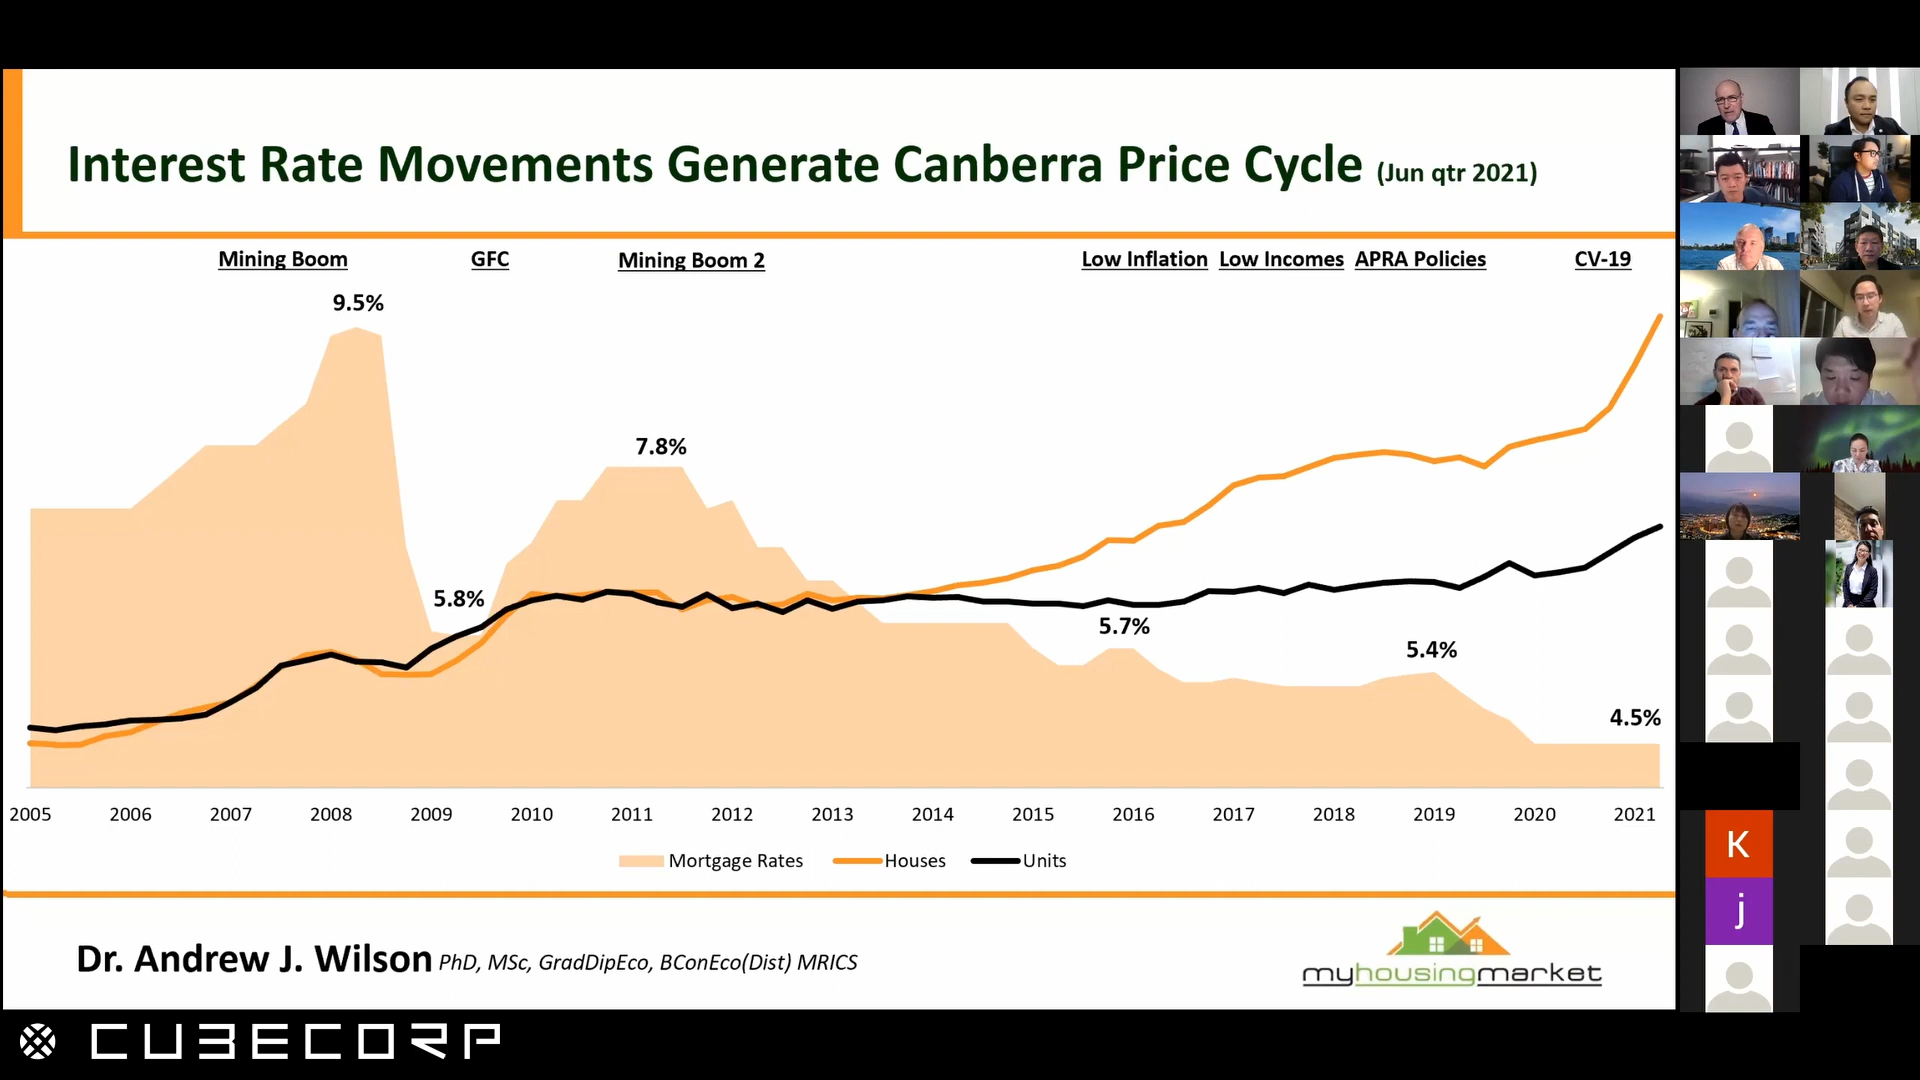 Interest Rate Movements Generate Canberra Price Cycle (Jun qtr 2021)
Mining Boom GFC Mining Boom 2 Low Inflation Low Incomes APRA Policies CV-19
9.5%
7.8%
5.8%
5.7%
5.4%
4.5%
2005 2006 2007 2008 2009 2010 2011 2012 2013 2014 2015 2016 2017 2018 2019 2020 2021
Mortgage Rates Houses Units
Dr. Andrew J. Wilson PhD, MSc, GradDipEco, BConEco(Dist) MRICS
myhousingmarket
CUBECORP
K
j